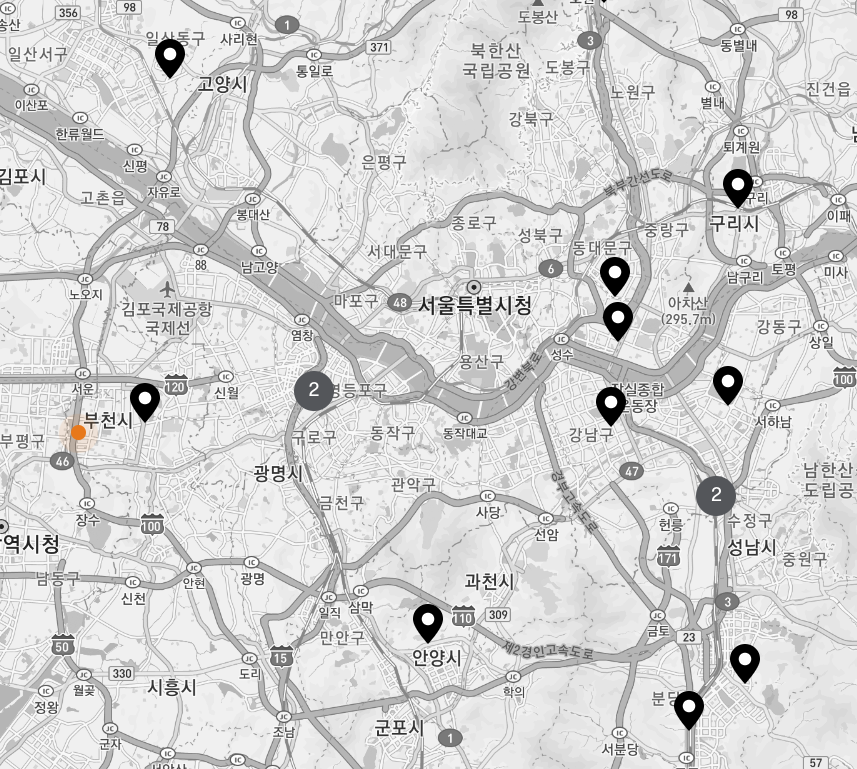 356
98
송산
일산서구
일산동구
사리현
1
도봉산
98
371
통일로
고양시
북한산
국립공원
3
도봉구
동별내
이산포
노원구
별내
진건읍
한류월드
강북구
퇴계원
신평
은평구
김포시
자유로
고촌읍
북부간선도로
구리
봉대산
이패
종로구
구리시
78
성북구
중랑구
서대문구
동대문구
88
남고양
6
남구리
토평
미사
노오지
김포국제공항
국제선
마포구
48
서울특별시청
아차산
(295.7m)
강동구
염창
성수
상일
용산구
강변북로
서운
120
신월
2
영등포구
잠실종합
운동장
100
부천시
부평구
구로구
동작구
동작대교
강남구
서하남
46
광명시
47
남한산
도립공
관악구
경부고속도로
금천구
사당
2
장수
100
선암
헌릉
수정구
역시청
성남시
171
중원구
광명
안현
남동구
신천
과천시
일직
삼막
3
309
110
금토
만안구
23
50
제2경인고속도로
15
안양시
330
도리
월곶
시흥시
학의
분당
정왕
조남
군포시
군자
1
서분당
서안산
57